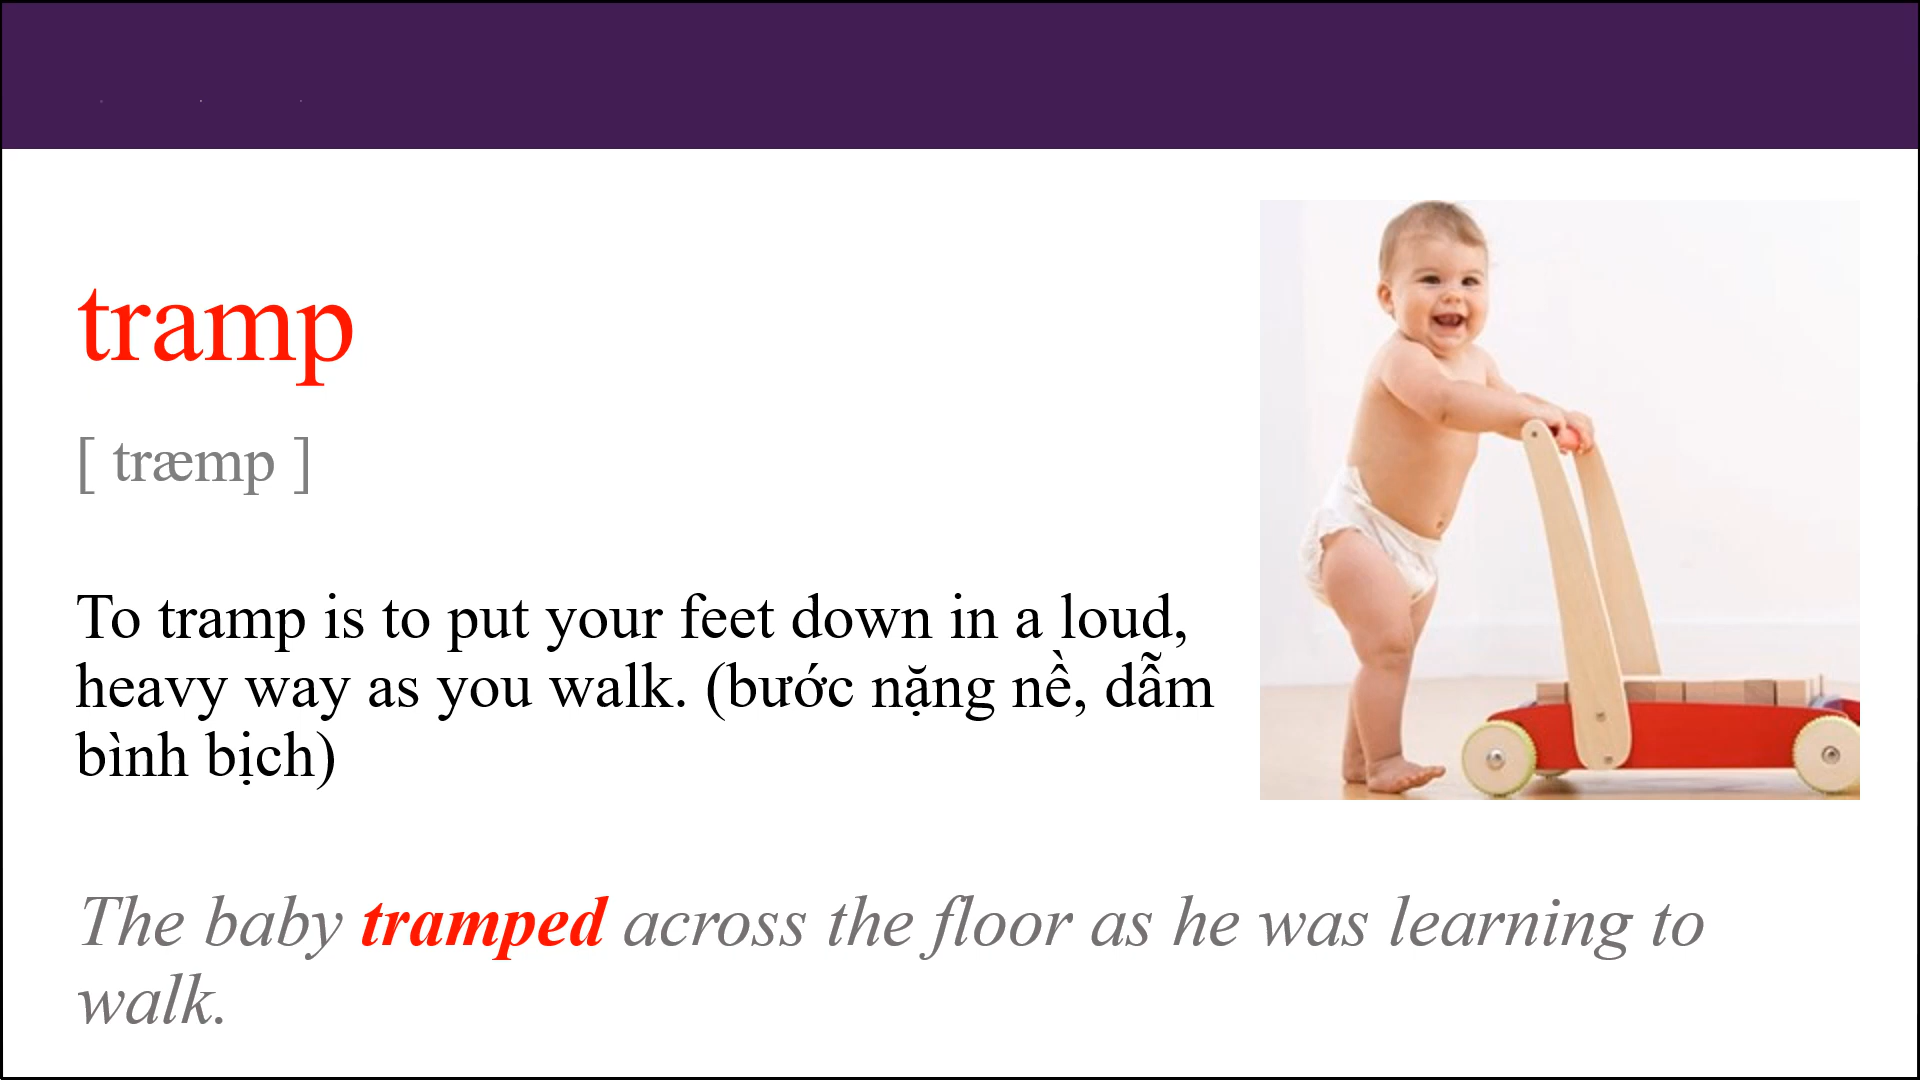 tramp
[ træmp ]
To tramp is to put your feet down in a loud,
heavy way as you walk. (bước nặng nề, dẫm
bình bịch)
The baby tramped across the floor as he was learning to
walk.